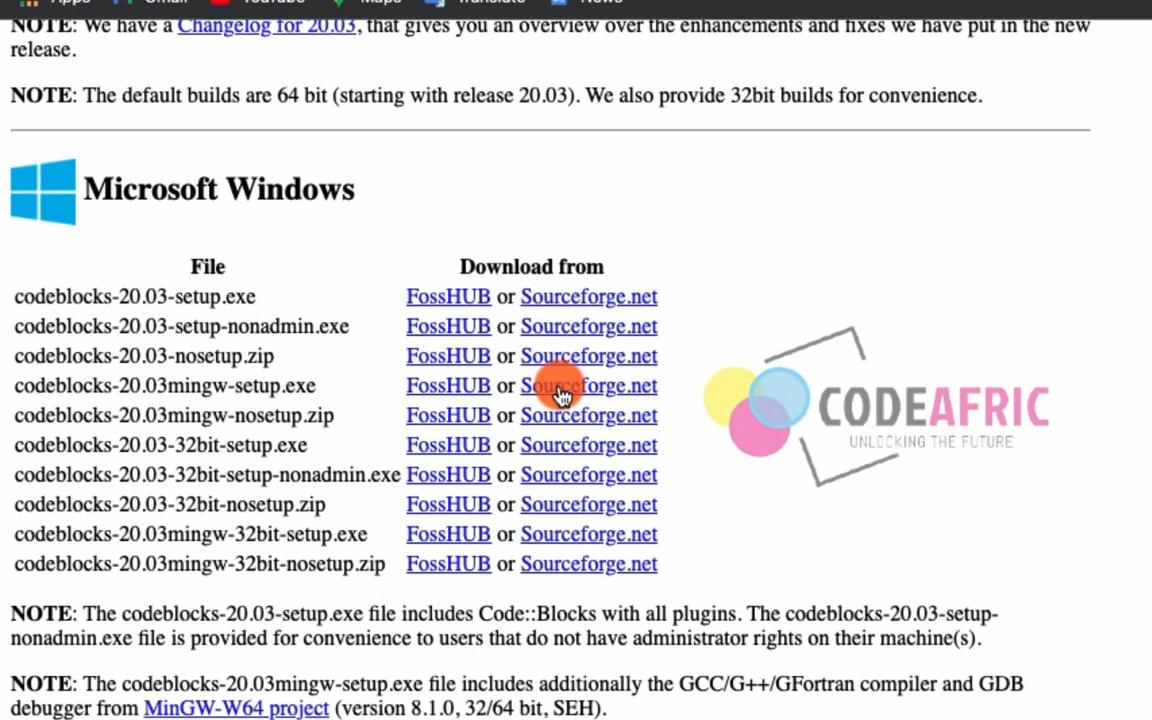 Apps Gmail YouTube Maps Translate News
NOTE: We have a Changelog for 20.03, that gives you an overview over the enhancements and fixes we have put in the new
release.
NOTE: The default builds are 64 bit (starting with release 20.03). We also provide 32bit builds for convenience.
Microsoft Windows
File Download from
codeblocks-20.03-setup.exe FossHUB or Sourceforge.net
codeblocks-20.03-setup-nonadmin.exe FossHUB or Sourceforge.net
codeblocks-20.03-nosetup.zip FossHUB or Sourceforge.net
codeblocks-20.03mingw-setup.exe FossHUB or Sourceforge.net
codeblocks-20.03mingw-nosetup.zip FossHUB or Sourceforge.net
codeblocks-20.03-32bit-setup.exe FossHUB or Sourceforge.net
codeblocks-20.03-32bit-setup-nonadmin.exe FossHUB or Sourceforge.net
codeblocks-20.03-32bit-nosetup.zip FossHUB or Sourceforge.net
codeblocks-20.03mingw-32bit-setup.exe FossHUB or Sourceforge.net
codeblocks-20.03mingw-32bit-nosetup.zip FossHUB or Sourceforge.net
CODEAFRIC
UNLOCKING THE FUTURE
NOTE: The codeblocks-20.03-setup.exe file includes Code::Blocks with all plugins. The codeblocks-20.03-setup-
nonadmin.exe file is provided for convenience to users that do not have administrator rights on their machine(s).
NOTE: The codeblocks-20.03mingw-setup.exe file includes additionally the GCC/G++/GFortran compiler and GDB
debugger from MinGW-W64 project (version 8.1.0, 32/64 bit, SEH).